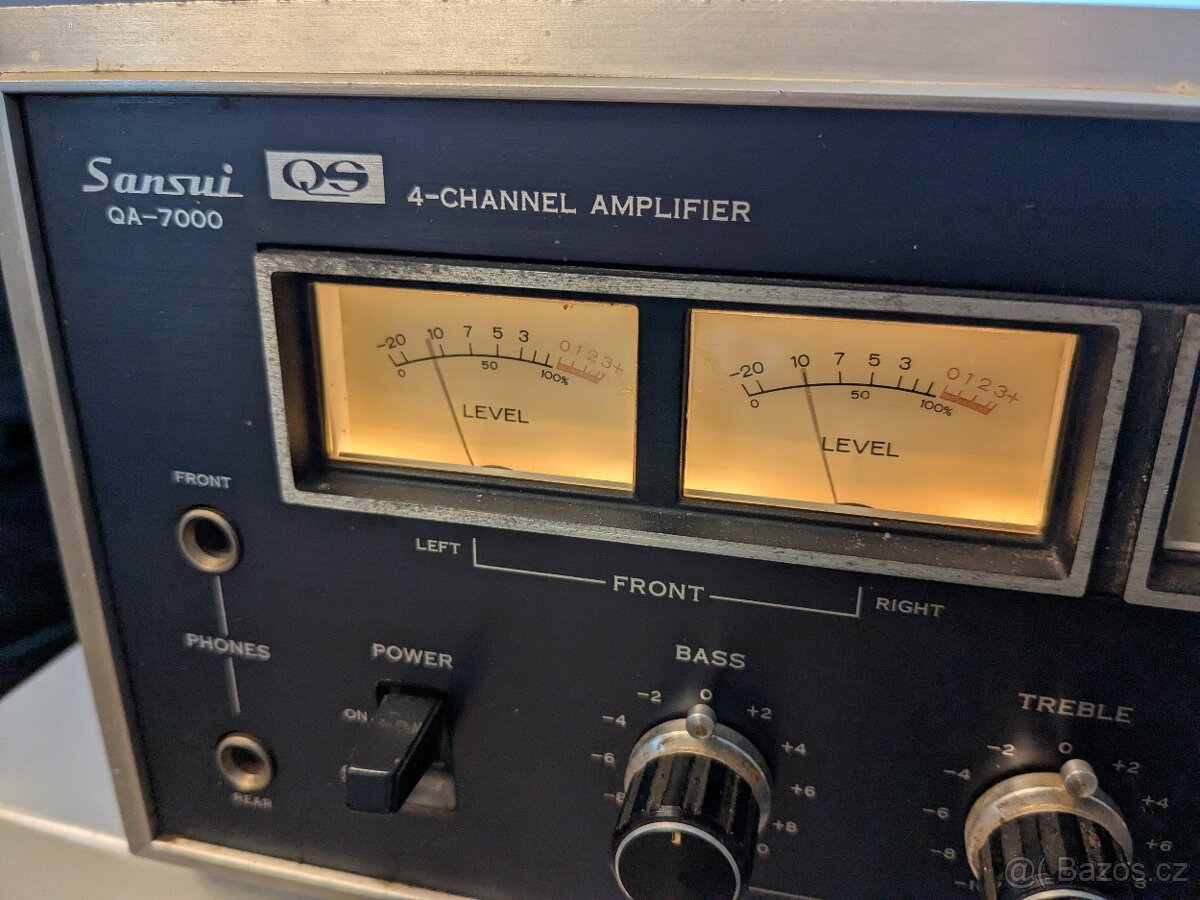 Sansui QS 4-CHANNEL AMPLIFIER
QA-7000
-20 10 7 5 3 0 1 2 3+
0 50 100%
LEVEL
-20 10 7 5 3 0 1 2 3+
0 50 100%
LEVEL
FRONT
LEFT FRONT RIGHT
PHONES
REAR
POWER
ON
BASS
-2 0 +2
-4 +4
-6 +6
+8
TREBLE
-2 0 +2
-4 +4
-6 +6
-8
@ Bazos.cz